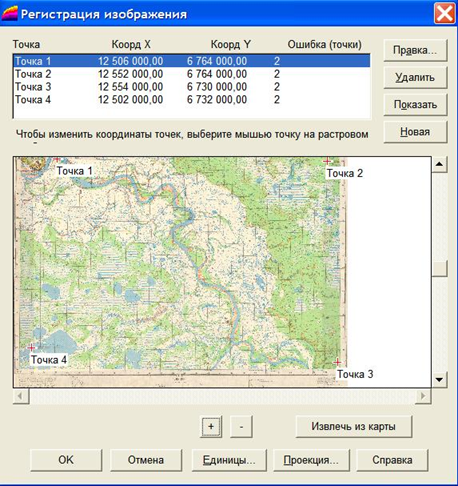 Регистрация изображения
Точка Коорд X Коорд Y Ошибка (точки)
Точка 1 12 506 000,00 6 764 000,00 2
Точка 2 12 552 000,00 6 764 000,00 2
Точка 3 12 554 000,00 6 730 000,00 2
Точка 4 12 502 000,00 6 732 000,00 2
Правка...
Удалить
Показать
Новая
Чтобы изменить координаты точек, выберите мышью точку на растровом
Точка 1
Точка 2
Точка 4
Точка 3
+ - Извлечь из карты
OK Отмена Единицы... Проекция... Справка